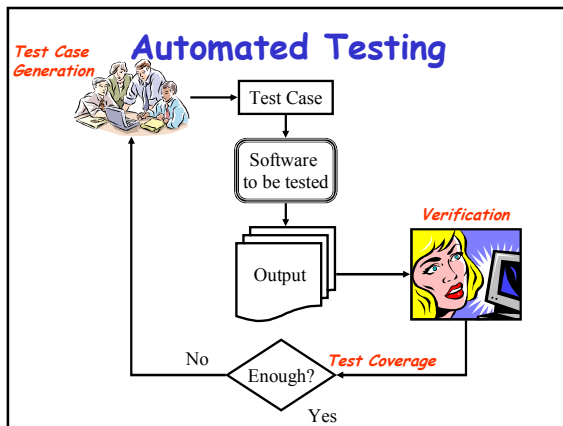 Automated Testing
Test Case
Generation
Test Case
Software
to be tested
Verification
Output
No
Enough?
Test Coverage
Yes